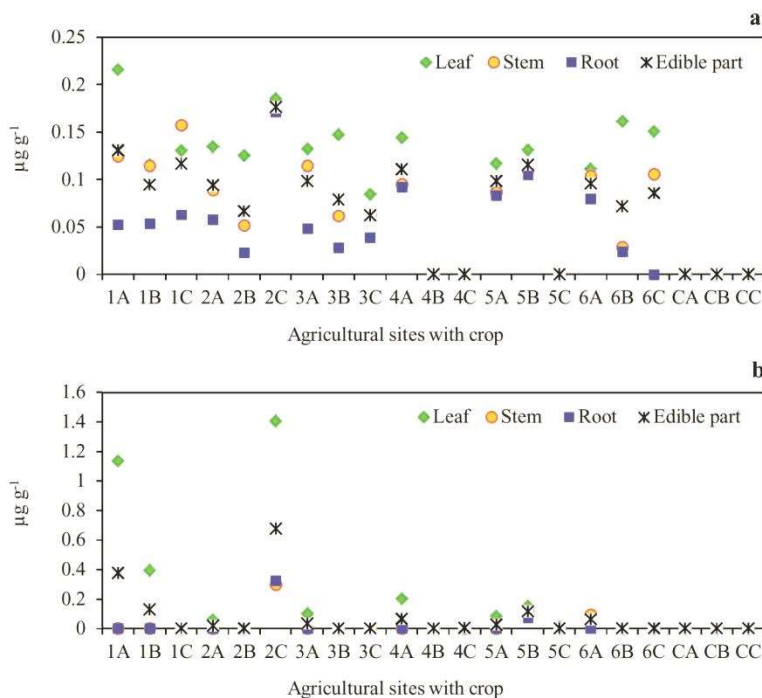 a
0.25
Leaf Stem Root Edible part
0.2
0.15
µg g-1
0.1
0.05
0
1A 1B 1C 2A 2B 2C 3A 3B 3C 4A 4B 4C 5A 5B 5C 6A 6B 6C CA CB CC
Agricultural sites with crop
b
1.6
1.4
Leaf Stem Root Edible part
1.2
1
0.8
µg g-1
0.6
0.4
0.2
0
1A 1B 1C 2A 2B 2C 3A 3B 3C 4A 4B 4C 5A 5B 5C 6A 6B 6C CA CB CC
Agricultural sites with crop